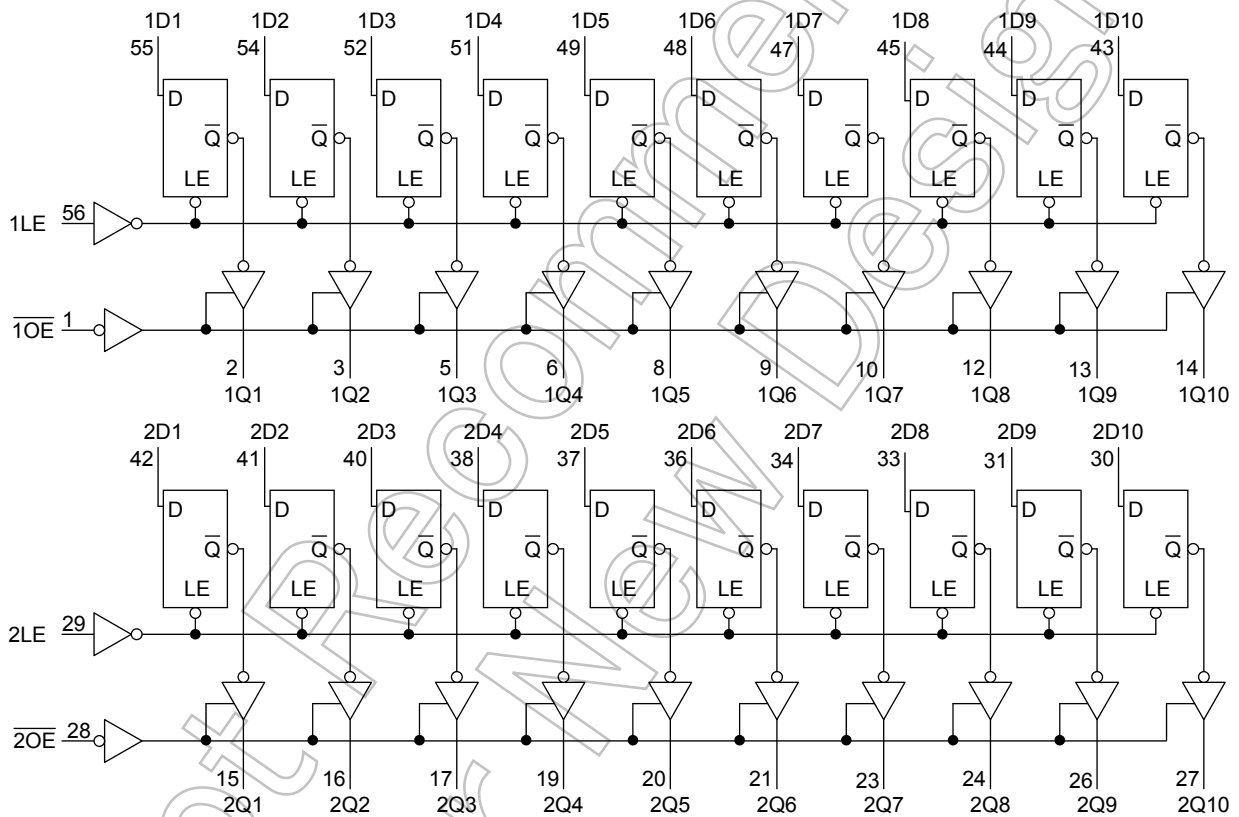 1D1 1D2 1D3 1D4 1D5 1D6 1D7 1D8 1D9 1D10
55 54 52 51 49 48 47 45 44 43
D D D D D D D D D D
Q̅ Q̅ Q̅ Q̅ Q̅ Q̅ Q̅ Q̅ Q̅ Q̅
LE LE LE LE LE LE LE LE LE LE
1LE 56
1O̅E̅ 1
2 3 5 6 8 9 10 12 13 14
1Q1 1Q2 1Q3 1Q4 1Q5 1Q6 1Q7 1Q8 1Q9 1Q10
2D1 2D2 2D3 2D4 2D5 2D6 2D7 2D8 2D9 2D10
42 41 40 38 37 36 34 33 31 30
D D D D D D D D D D
Q̅ Q̅ Q̅ Q̅ Q̅ Q̅ Q̅ Q̅ Q̅ Q̅
LE LE LE LE LE LE LE LE LE LE
2LE 29
2O̅E̅ 28
15 16 17 19 20 21 23 24 26 27
2Q1 2Q2 2Q3 2Q4 2Q5 2Q6 2Q7 2Q8 2Q9 2Q10
New Design